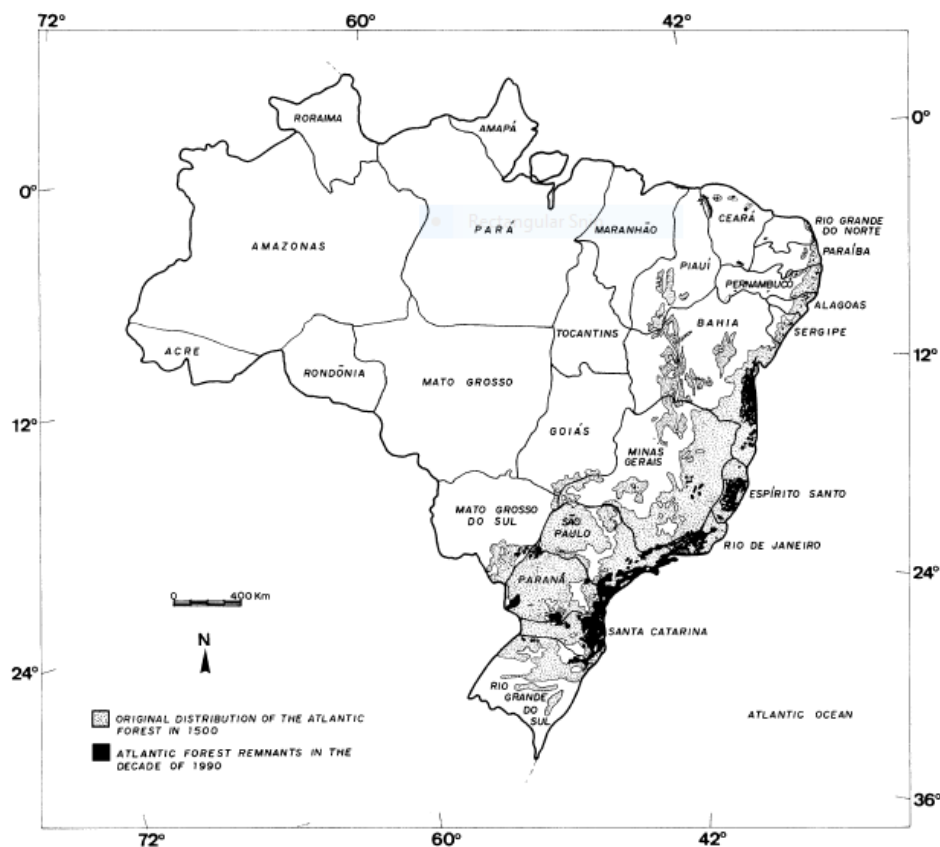 72° 60° 42°
0°
RORAIMA
AMAPÁ
0°
Rectangular Snip
CEARÁ
RIO GRANDE
DO NORTE
PARÁ
MARANHÃO
AMAZONAS
PARAÍBA
PIAUÍ
PERNAMBUCO
ALAGOAS
BAHIA
SERGIPE
TOCANTINS
ACRE
12°
RONDÔNIA
MATO GROSSO
12°
GOIÁS
MINAS
GERAIS
ESPÍRITO SANTO
MATO GROSSO
DO SUL
SÃO
PAULO
RIO DE JANEIRO
24°
PARANÁ
0 400 Km
SANTA CATARINA
N
24°
RIO
GRANDE
DO
SUL
ATLANTIC OCEAN
ORIGINAL DISTRIBUTION OF THE ATLANTIC
FOREST IN 1500
ATLANTIC FOREST REMNANTS IN THE
DECADE OF 1990
36°
72° 60° 42°